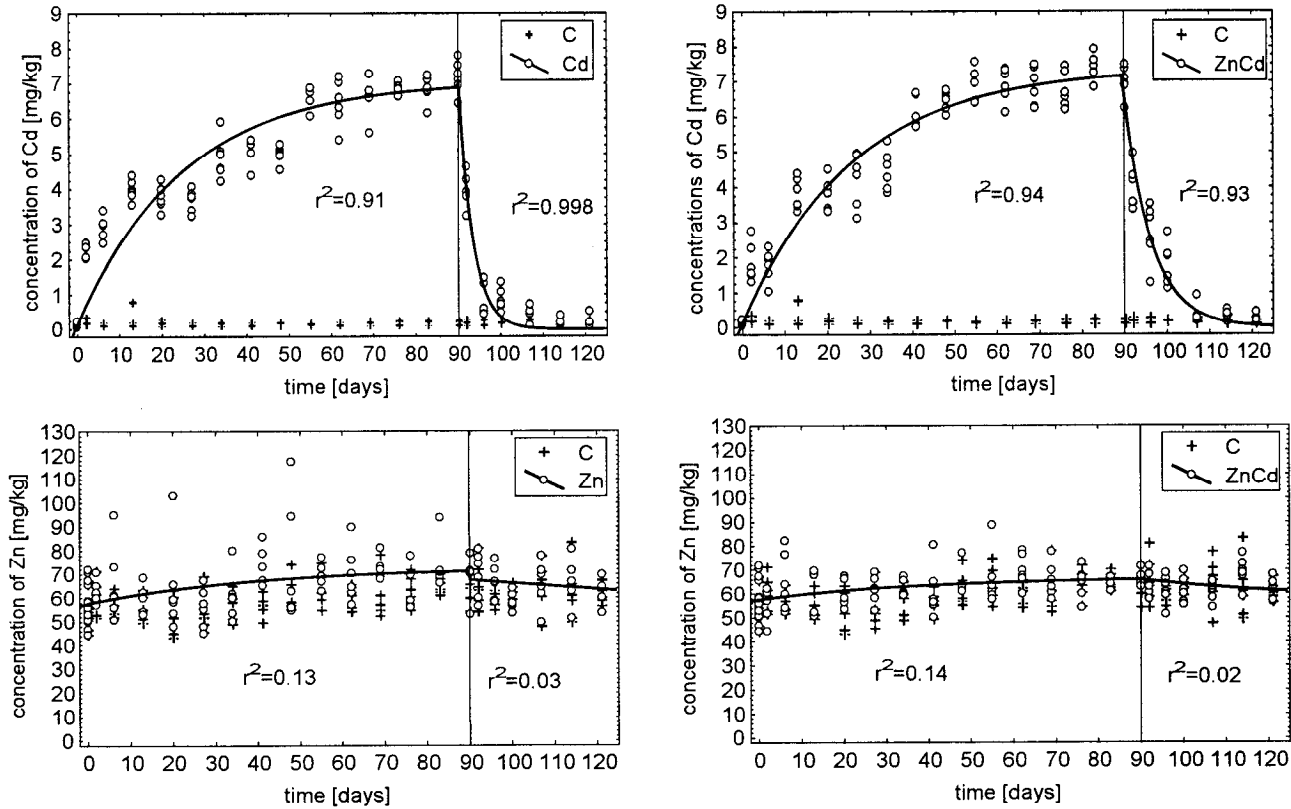 9
8
7
6
5
4
3
2
1
0
concentration of Cd [mg/kg]
C
Cd
r²=0.91
r²=0.998
0 10 20 30 40 50 60 70 80 90 100 110 120
time [days]
9
8
7
6
5
4
3
2
1
0
concentrations of Cd [mg/kg]
C
ZnCd
r²=0.94
r²=0.93
0 10 20 30 40 50 60 70 80 90 100 110 120
time [days]
130
120
110
100
90
80
70
60
50
40
30
20
10
0
concentration of Zn [mg/kg]
C
Zn
r²=0.13
r²=0.03
0 10 20 30 40 50 60 70 80 90 100 110 120
time [days]
130
120
110
100
90
80
70
60
50
40
30
20
10
0
concentration of Zn [mg/kg]
C
ZnCd
r²=0.14
r²=0.02
0 10 20 30 40 50 60 70 80 90 100 110 120
time [days]